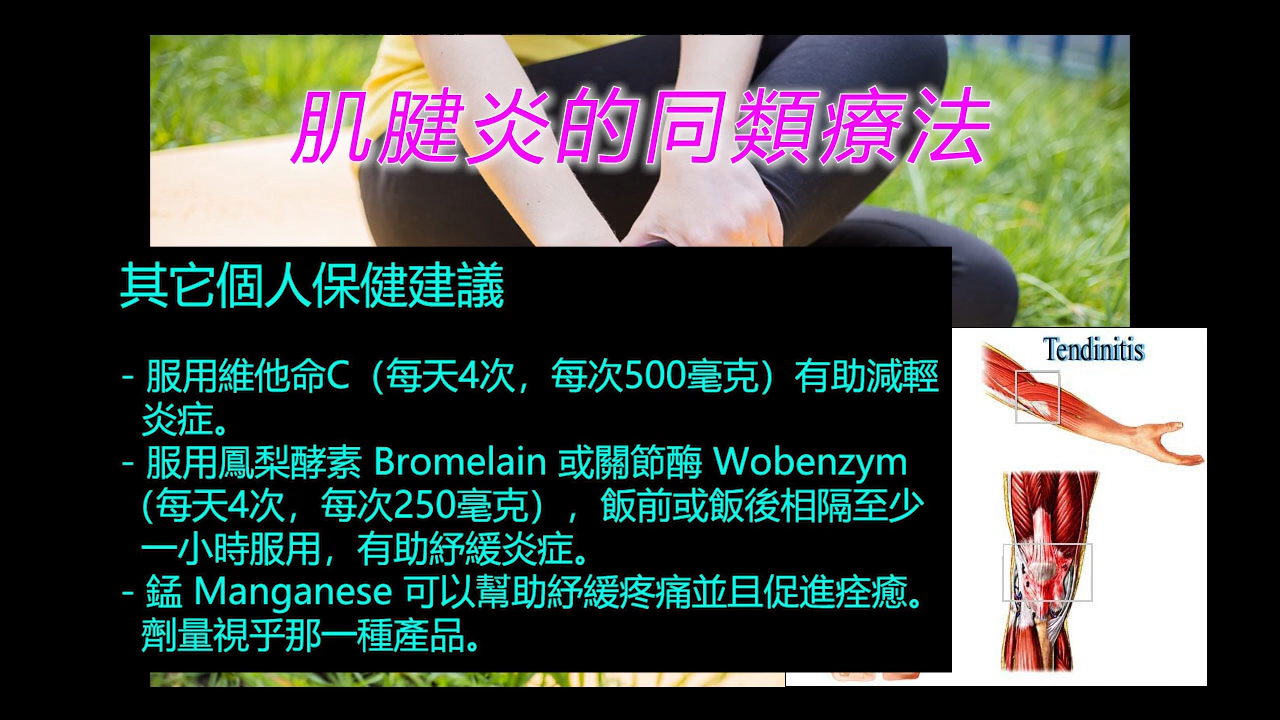 肌腱炎的同類療法
其它個人保健建議
- 服用維他命C（每天4次，每次500毫克）有助減輕
炎症。
- 服用鳳梨酵素 Bromelain 或關節酶 Wobenzym
(每天4次，每次250毫克），飯前或飯後相隔至少
一小時服用，有助紓緩炎症。
- 錳 Manganese 可以幫助紓緩疼痛並且促進痊癒。
劑量視乎那一種產品。
Tendinitis